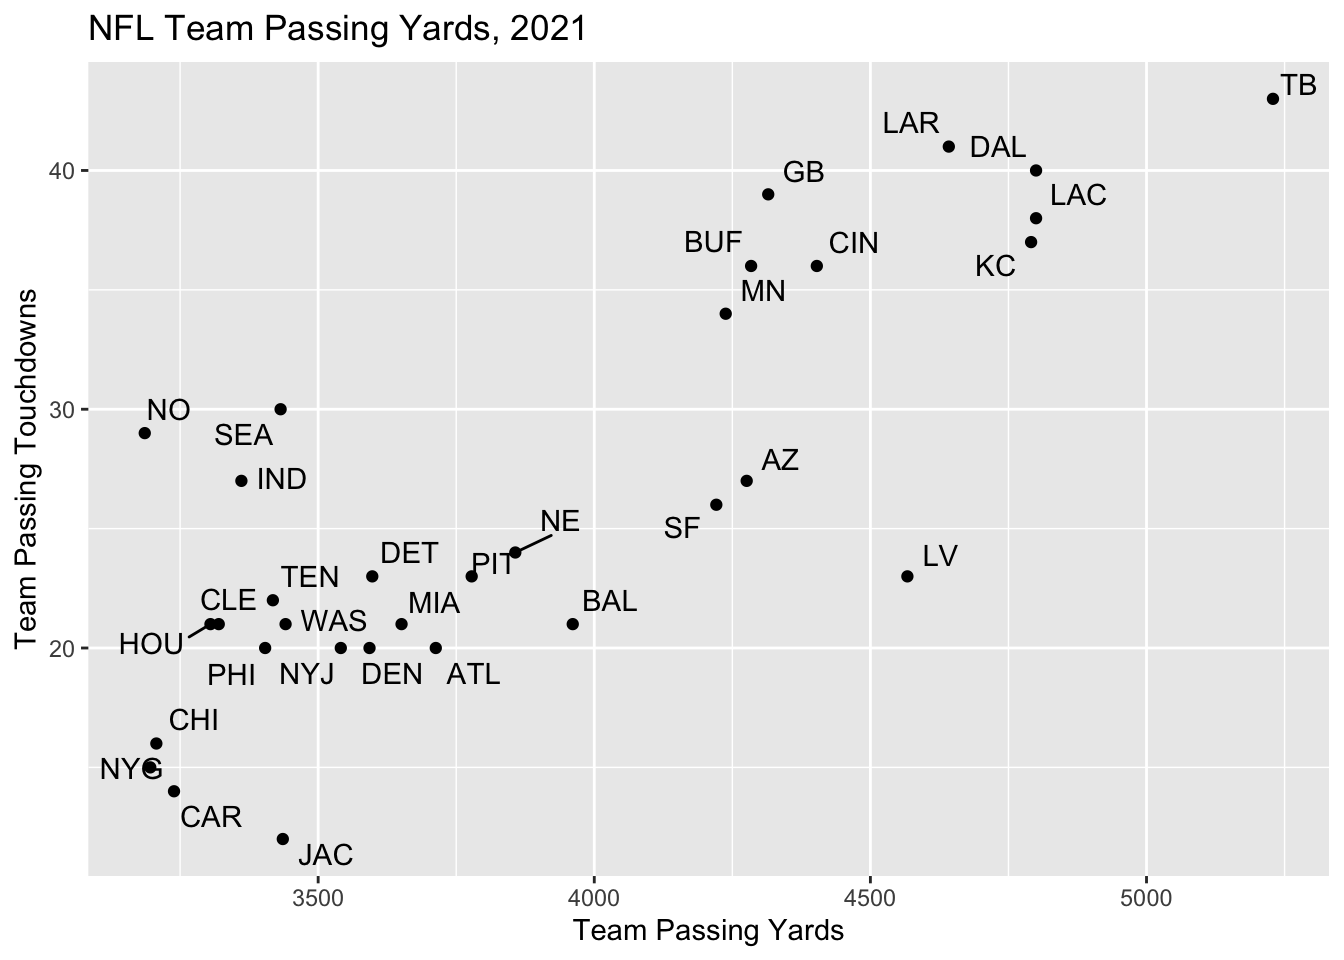 NFL Team Passing Yards, 2021
TB
LAR
DAL
40
GB
LAC
BUF
CIN
KC
MN
Team Passing Touchdowns
30
NO
SEA
AZ
IND
NE
SF
DET
PIT
LV
TEN
CLE
MIA
BAL
WAS
HOU
20
PHI
NYJ
DEN
ATL
CHI
NYG
CAR
JAC
3500
4000
4500
5000
Team Passing Yards